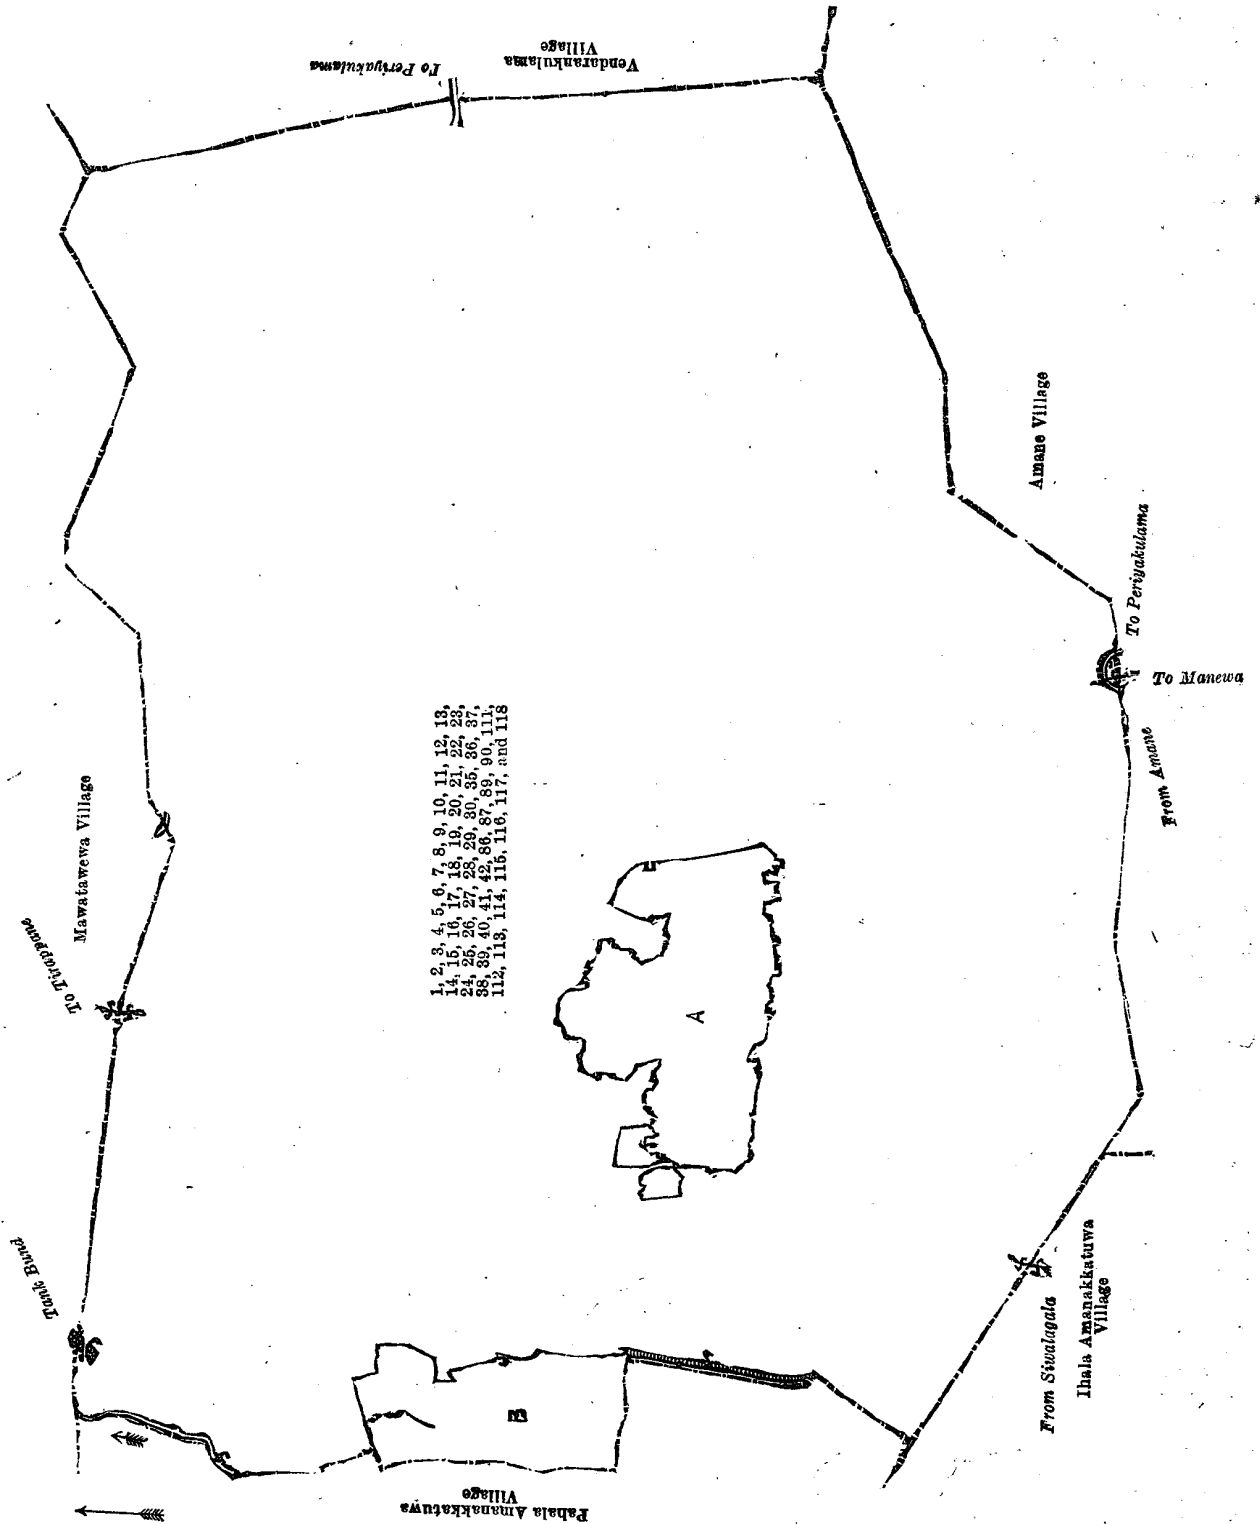 To Periyakulama
Vendarankulama
Village
To Tirappane
Mawatawewa Village
Tank Bund
1, 2, 3, 4, 5, 6, 7, 8, 9, 10, 11, 12, 13,
14, 15, 16, 17, 18, 19, 20, 21, 22, 23,
24, 25, 26, 27, 28, 29, 30, 35, 36, 37,
38, 39, 40, 41, 42, 86, 87, 89, 90, 111,
112, 113, 114, 115, 116, 117, and 118
A
Amane Village
To Periyakulama
To Manewa
From Amane
From Siwalagala
Ihala Amanakkatuwa
Village
Pahala Amanakkatuwa
Village